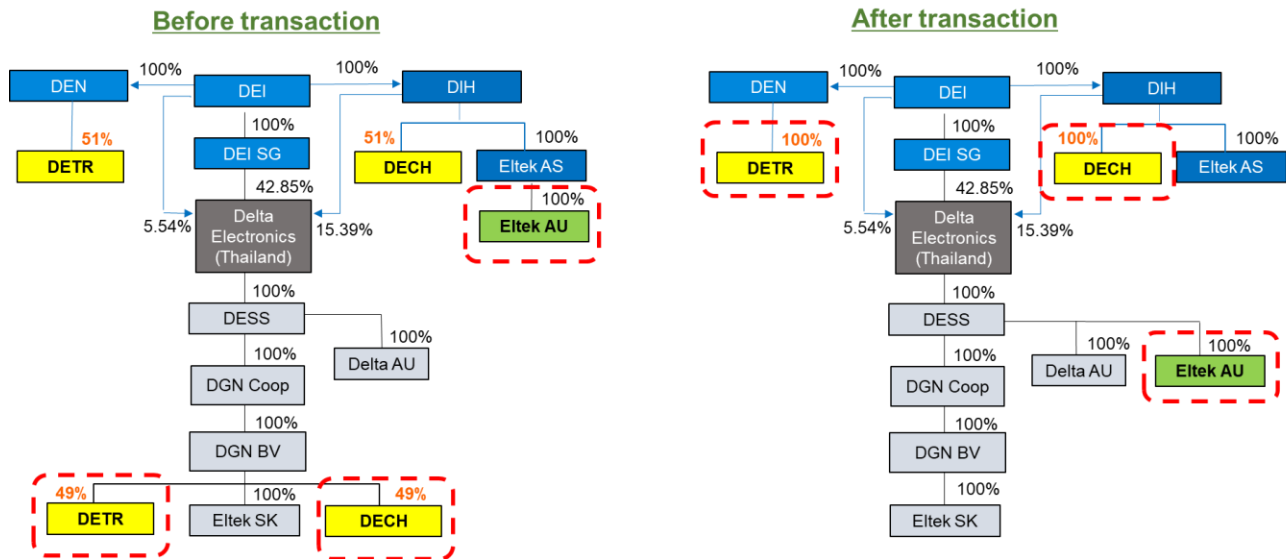 Before transaction
100%
100%
DEN
DEI
DIH
51%
100%
51%
100%
DETR
DEI SG
DECH
Eltek AS
42.85%
100%
5.54%
Delta
Electronics
(Thailand)
15.39%
Eltek AU
100%
DESS
100%
100%
Delta AU
DGN Coop
100%
DGN BV
49%
100%
49%
DETR
Eltek SK
DECH
After transaction
100%
100%
DEN
DEI
DIH
100%
100%
100%
100%
DETR
DEI SG
DECH
Eltek AS
42.85%
5.54%
Delta
Electronics
(Thailand)
15.39%
100%
DESS
100%
100%
100%
DGN Coop
Delta AU
Eltek AU
100%
DGN BV
100%
Eltek SK